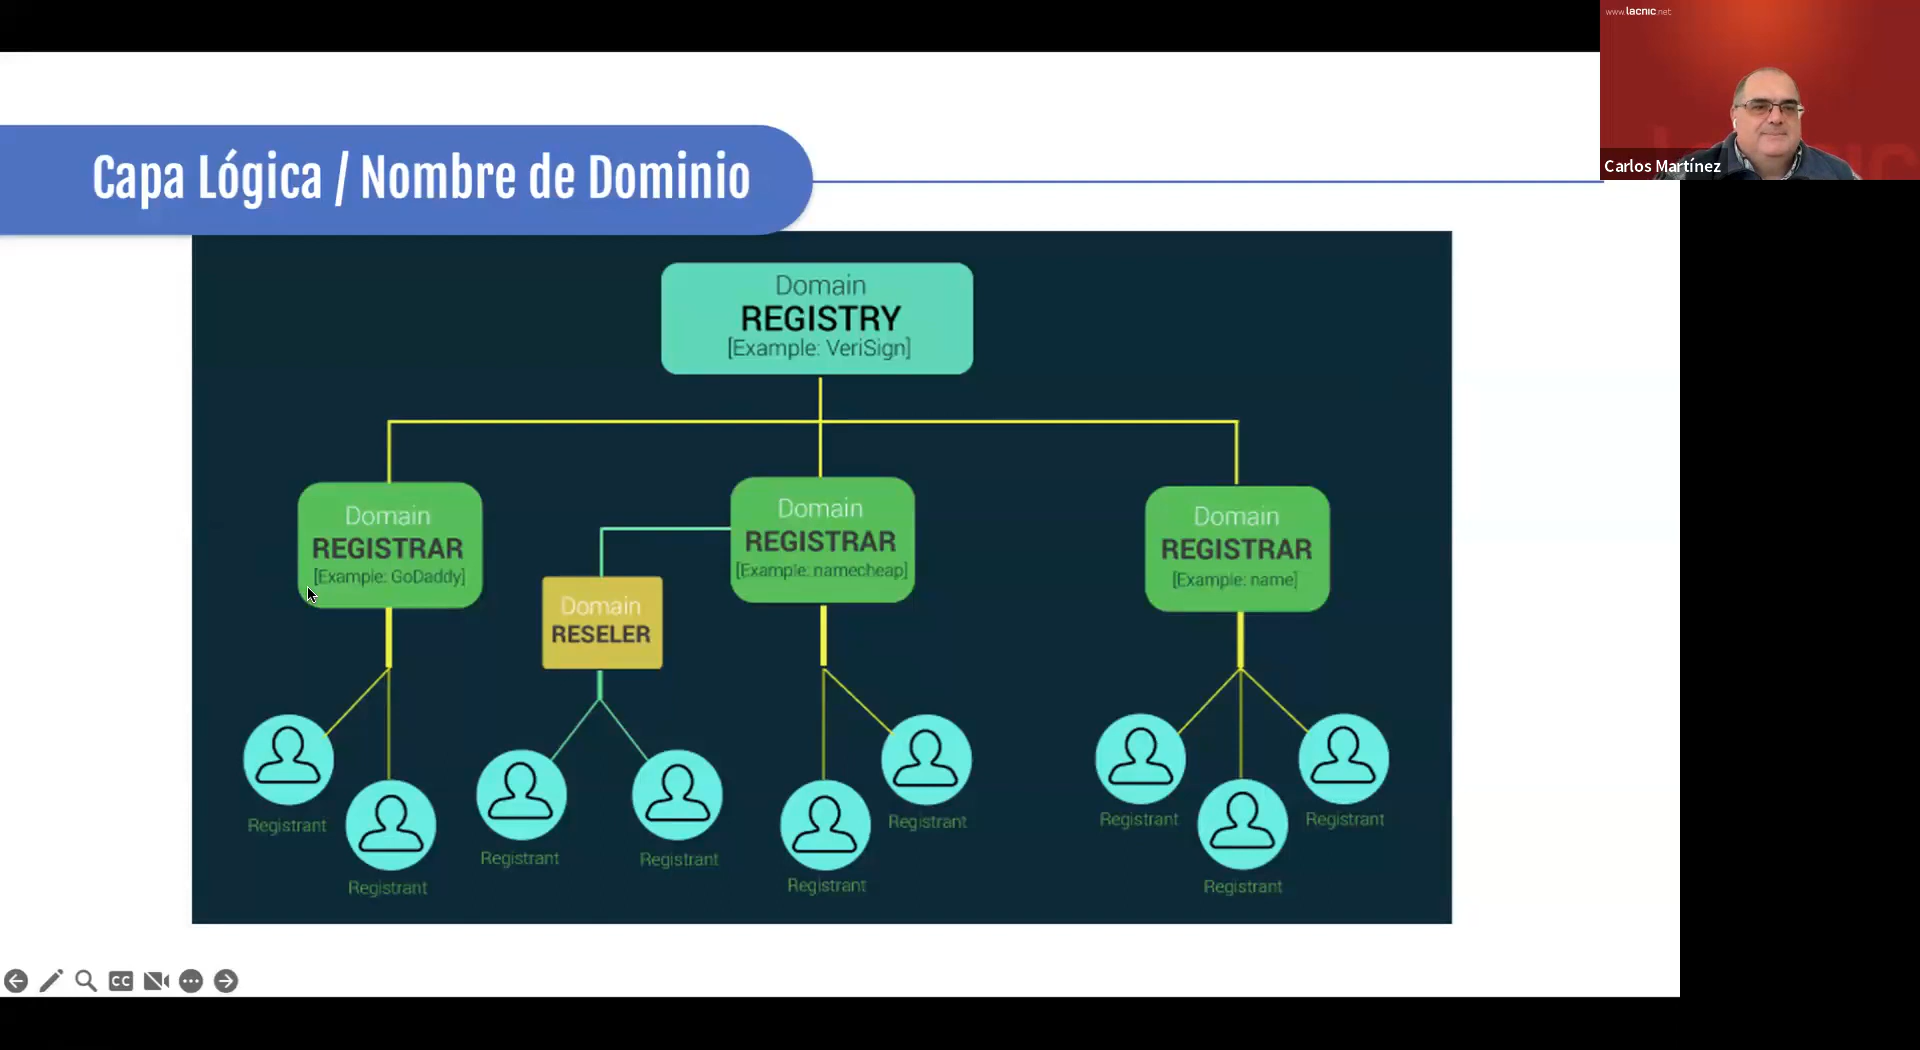 www.lacnic.net
Carlos Martínez
Capa Lógica / Nombre de Dominio
Domain
REGISTRY
[Example: VeriSign]
Domain
REGISTRAR
[Example: GoDaddy]
Domain
REGISTRAR
[Example: namecheap]
Domain
REGISTRAR
[Example: name]
Domain
RESELER
Registrant
Registrant
Registrant
Registrant
Registrant
Registrant
Registrant
Registrant
Registrant
CC